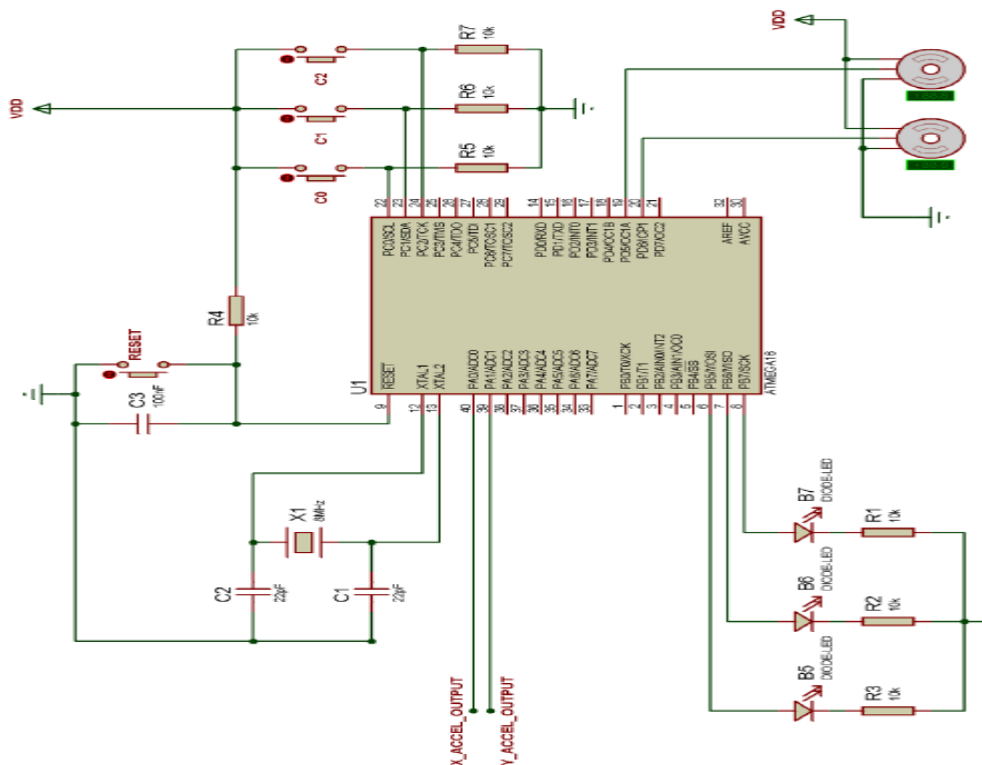 VDD
VDD
R7
10k
C2
R6
10k
C1
R5
10k
C0
22
23
24
25
26
27
28
29
14
15
16
17
18
19
20
21
32
30
PC0/SCL
PC1/SDA
PC2/TCK
PC3/TMS
PC4/TDO
PC5/TDI
PC6/TOSC1
PC7/TOSC2
PD0/RXD
PD1/TXD
PD2/INT0
PD3/INT1
PD4/OC1B
PD5/OC1A
PD6/ICP1
PD7/OC2
AREF
AVCC
R4
10k
RESET
C3
100nF
U1
RESET
XTAL1
XTAL2
PA0/ADC0
PA1/ADC1
PA2/ADC2
PA3/ADC3
PA4/ADC4
PA5/ADC5
PA6/ADC6
PA7/ADC7
PB0/T0/XCK
PB1/T1
PB2/AIN0/INT2
PB3/AIN1/OC0
PB4/SS
PB5/MOSI
PB6/MISO
PB7/SCK
ATMEGA16
9
12
13
40
39
38
37
36
35
34
33
1
2
3
4
5
6
7
8
X1
8MHz
C2
22pF
C1
22pF
B7
DIODE-LED
R1
10k
B6
DIODE-LED
R2
10k
B5
DIODE-LED
R3
10k
X_ACCEL_OUTPUT
Y_ACCEL_OUTPUT